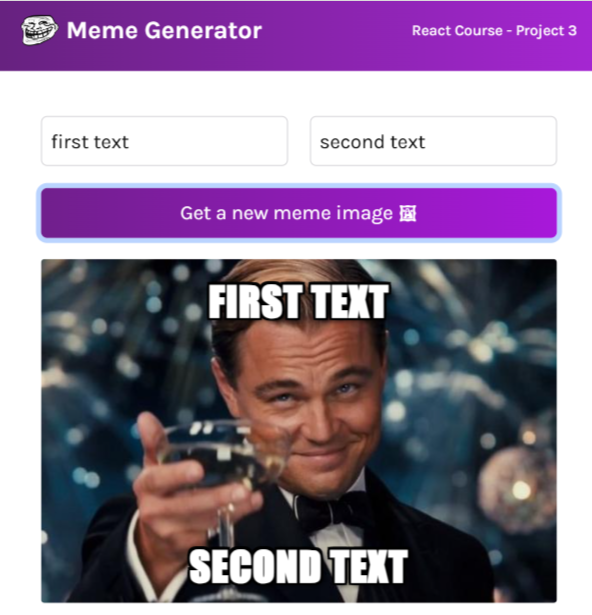 Meme Generator
React Course - Project 3
first text
second text
Get a new meme image 🖼
FIRST TEXT
SECOND TEXT